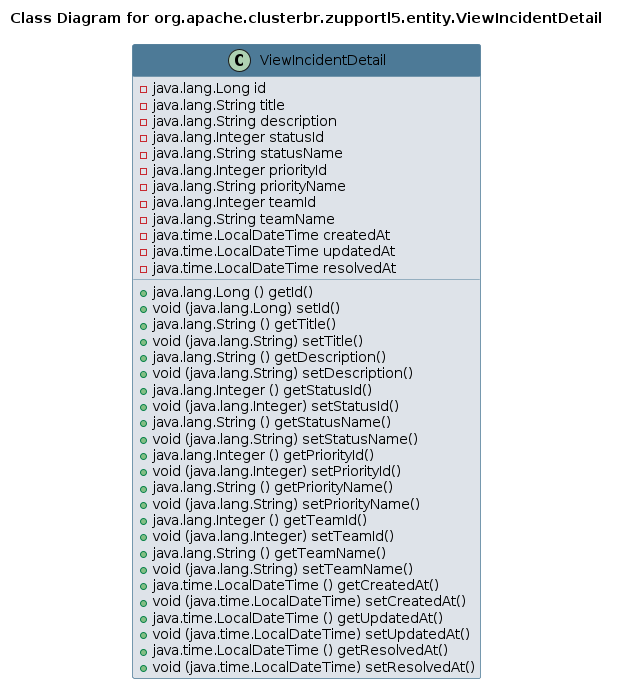 Class Diagram for org.apache.clusterbr.zupportl5.entity.ViewIncidentDetail
C ViewIncidentDetail
java.lang.Long id
java.lang.String title
java.lang.String description
java.lang.Integer statusId
java.lang.String statusName
java.lang.Integer priorityId
java.lang.String priorityName
java.lang.Integer teamId
java.lang.String teamName
java.time.LocalDateTime createdAt
java.time.LocalDateTime updatedAt
java.time.LocalDateTime resolvedAt
java.lang.Long () getId()
void (java.lang.Long) setId()
java.lang.String () getTitle()
void (java.lang.String) setTitle()
java.lang.String () getDescription()
void (java.lang.String) setDescription()
java.lang.Integer () getStatusId()
void (java.lang.Integer) setStatusId()
java.lang.String () getStatusName()
void (java.lang.String) setStatusName()
java.lang.Integer () getPriorityId()
void (java.lang.Integer) setPriorityId()
java.lang.String () getPriorityName()
void (java.lang.String) setPriorityName()
java.lang.Integer () getTeamId()
void (java.lang.Integer) setTeamId()
java.lang.String () getTeamName()
void (java.lang.String) setTeamName()
java.time.LocalDateTime () getCreatedAt()
void (java.time.LocalDateTime) setCreatedAt()
java.time.LocalDateTime () getUpdatedAt()
void (java.time.LocalDateTime) setUpdatedAt()
java.time.LocalDateTime () getResolvedAt()
void (java.time.LocalDateTime) setResolvedAt()